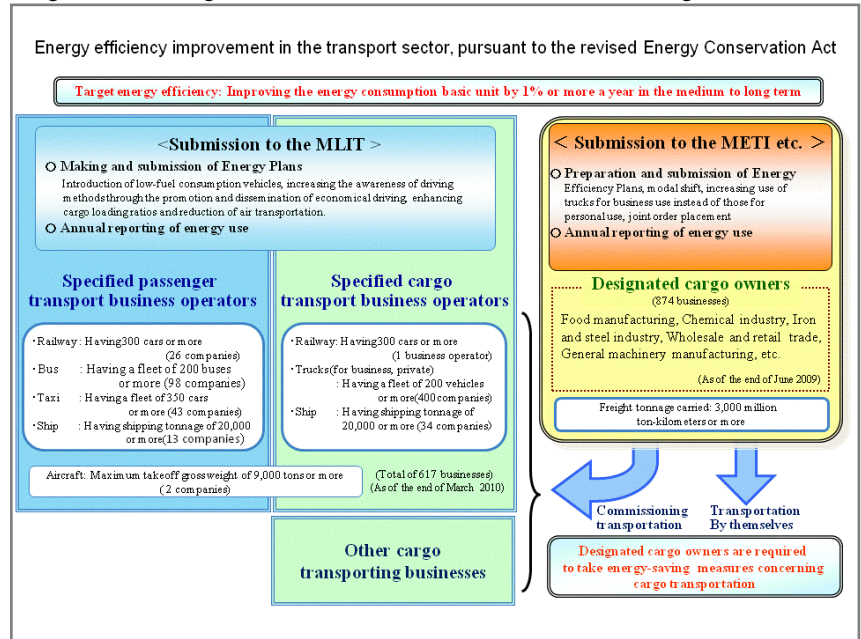 Energy efficiency improvement in the transport sector, pursuant to the revised Energy Conservation Act
Target energy efficiency: Improving the energy consumption basic unit by 1% or more a year in the medium to long term
<Submission to the MLIT >
Making and submission of Energy Plans
Introduction of low-fuel consumption vehicles, increasing the awareness of driving
methods through the promotion and dissemination of economical driving, enhancing
cargo loading ratios and reduction of air transportation.
Annual reporting of energy use
Specified passenger
transport business operators
・Railway : Having300 cars or more
(26 companies)
・Bus : Having a fleet of 200 buses
or more (98 companies)
・Taxi : Having a fleet of 350 cars
or more (43 companies)
・Ship : Having shipping tonnage of 20,000
or more(13 companies)
Specified cargo
transport business operators
・Railway: Having300 cars or more
(1 business operator)
・Trucks(for business, private)
: Having a fleet of 200 vehicles
or more(400companies)
・Ship : Having shipping tonnage of
20,000 or more (34 companies)
Aircraft: Maximum takeoff gross weight of 9,000 tons or more
( 2 companies)
(Total of 617 businesses)
(As of the end of March 2010)
Other cargo
transporting businesses
< Submission to the METI etc. >
Preparation and submission of Energy
Efficiency Plans, modal shift, increasing use of
trucks for business use instead of those for
personal use, joint order placement
Annual reporting of energy use
Designated cargo owners
(874 businesses)
Food manufacturing, Chemical industry, Iron
and steel industry, Wholesale and retail trade,
General machinery manufacturing, etc.
(As of the end of June 2009)
Freight tonnage carried: 3,000 million
ton-kilometers or more
Commissioning
transportation
Transportation
By themselves
Designated cargo owners are required
to take energy-saving measures concerning
cargo transportation